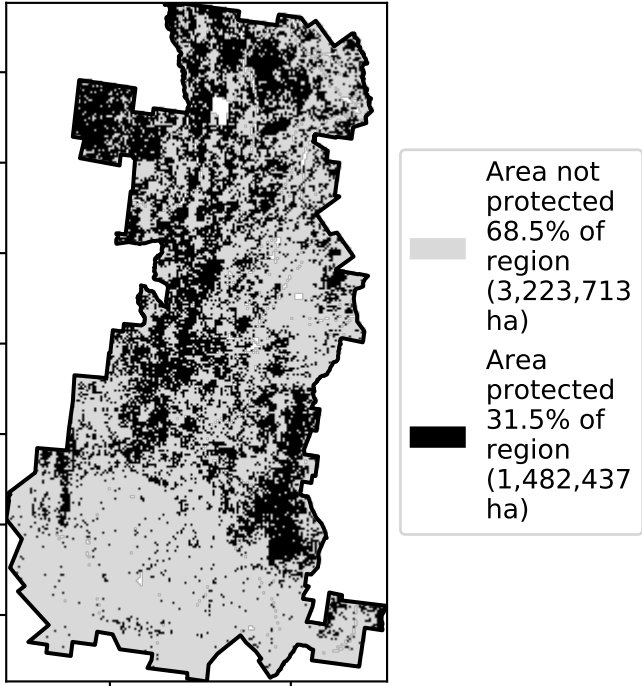 Area not
protected
68.5% of
region
(3,223,713
ha)
Area
protected
31.5% of
region
(1,482,437
ha)